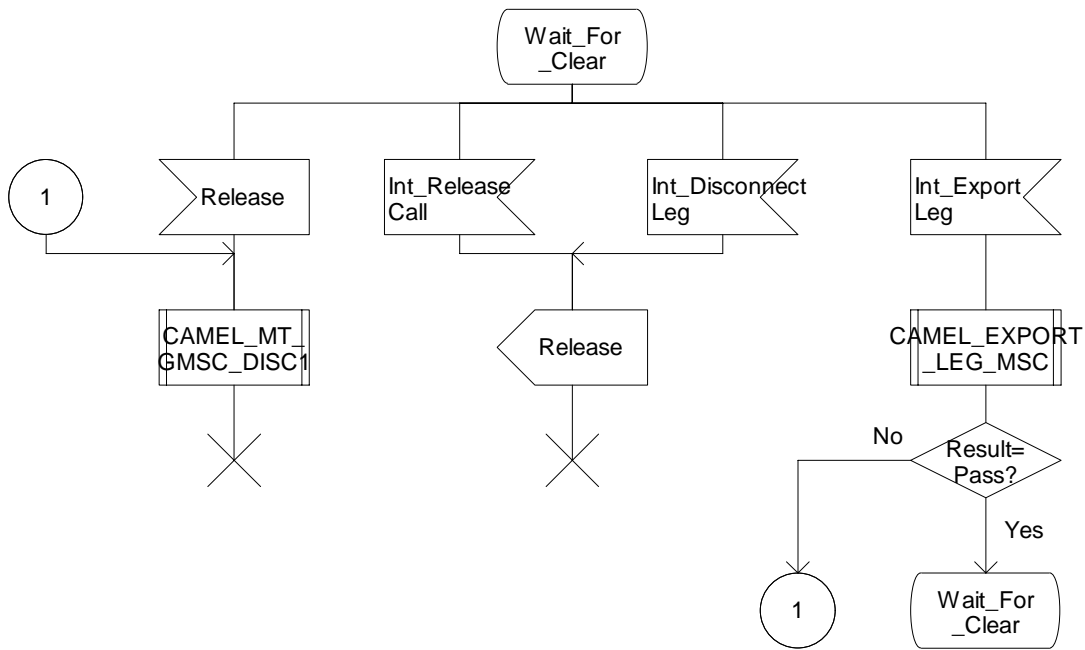 Wait_For
_Clear
1
Release
Int_Release
Call
Int_Disconnect
Leg
Int_Export
Leg
CAMEL_MT_
GMSC_DISC1
Release
CAMEL_EXPORT
_LEG_MSC
No
Result=
Pass?
Yes
1
Wait_For
_Clear